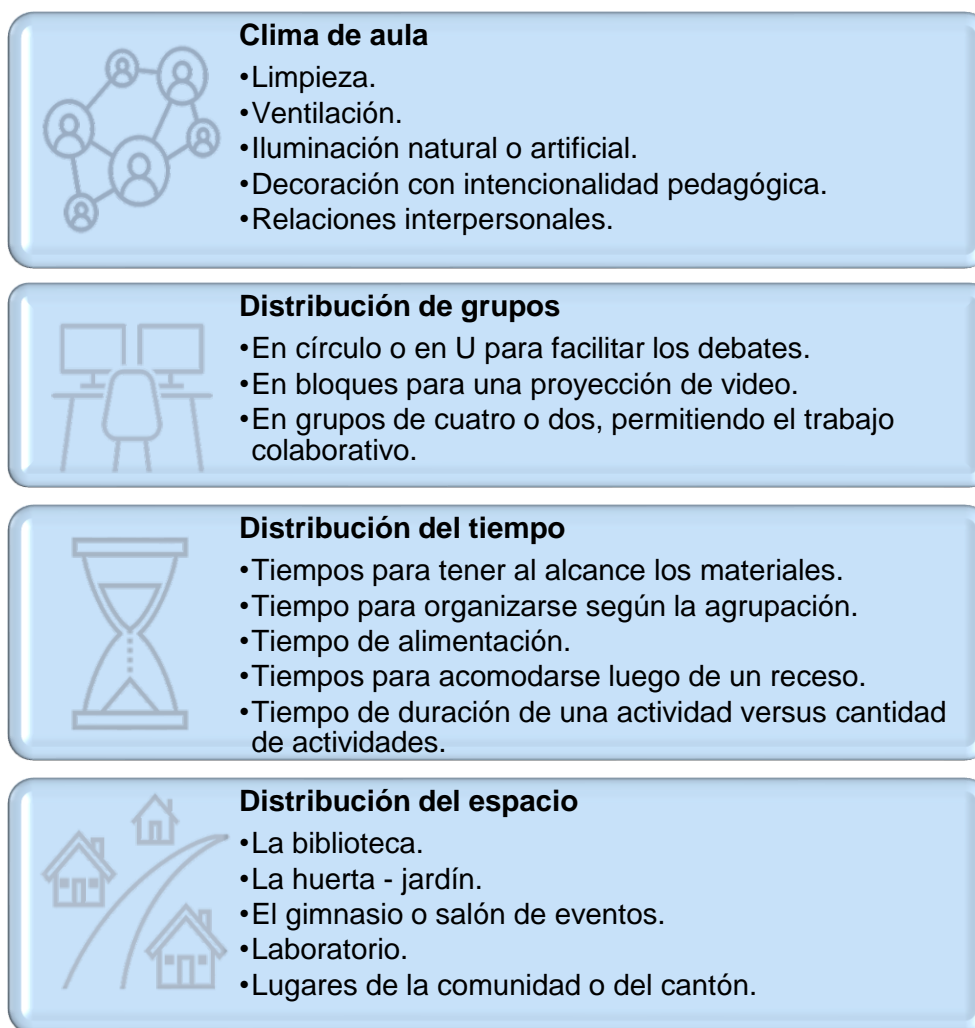 Clima de aula
•Limpieza.
•Ventilación.
•Iluminación natural o artificial.
•Decoración con intencionalidad pedagógica.
•Relaciones interpersonales.
Distribución de grupos
•En círculo o en U para facilitar los debates.
•En bloques para una proyección de video.
•En grupos de cuatro o dos, permitiendo el trabajo
colaborativo.
Distribución del tiempo
•Tiempos para tener al alcance los materiales.
•Tiempo para organizarse según la agrupación.
•Tiempo de alimentación.
•Tiempos para acomodarse luego de un receso.
•Tiempo de duración de una actividad versus cantidad
de actividades.
Distribución del espacio
•La biblioteca.
•La huerta - jardín.
•El gimnasio o salón de eventos.
•Laboratorio.
•Lugares de la comunidad o del cantón.